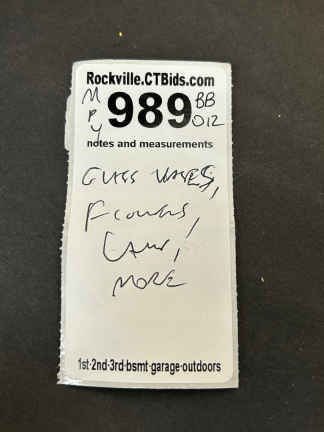 Rockville.CTBids.com
M P Y 989 BB 012
notes and measurements
GLASS VASES,
FLOWERS,
LAMP,
MORE
1st-2nd-3rd-bsmt-garage-outdoors